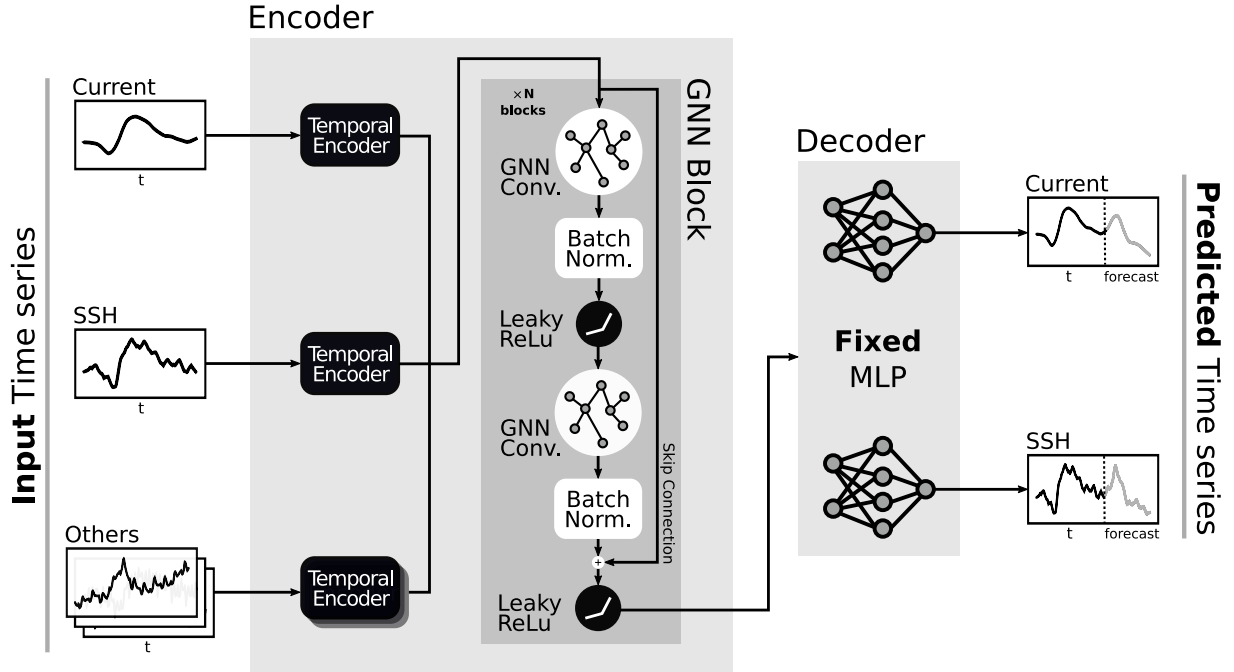 Encoder
Input Time series
Current
t
Temporal
Encoder
SSH
t
Temporal
Encoder
Others
t
Temporal
Encoder
×N
blocks
GNN Block
GNN
Conv.
Batch
Norm.
Leaky
ReLu
GNN
Conv.
Batch
Norm.
Skip Connection
+
Leaky
ReLu
Decoder
Fixed
MLP
Current
t
forecast
SSH
t
forecast
Predicted Time series